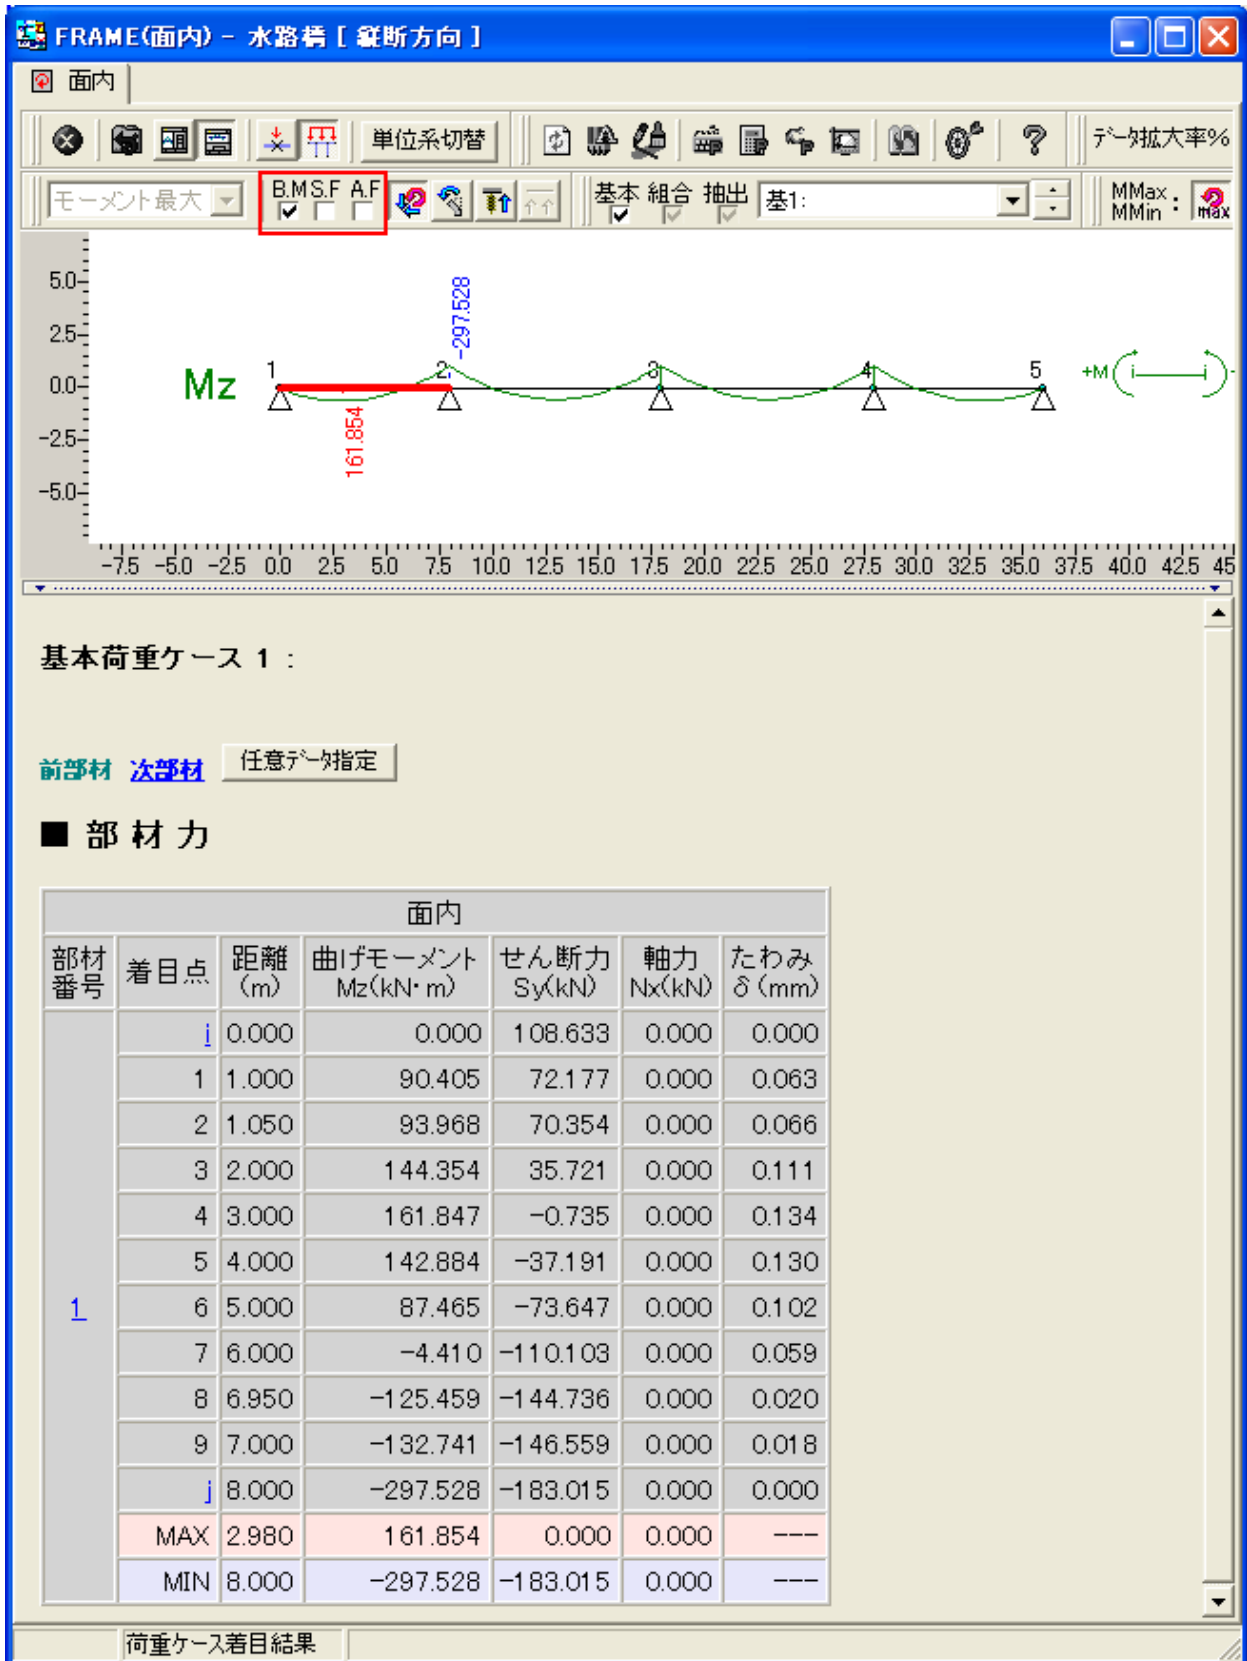 FRAME(面内) - 水路橋 [ 縦断方向 ]
面内
単位系切替 ? データ拡大率%
モーメント最大 B.M S.F A.F 基本 組合 抽出 基1: MMax : MMin max
5.0
2.5
0.0
-2.5
-5.0
Mz 1 2 3 4 5 +M i j
-297.528
161.854
-7.5 -5.0 -2.5 0.0 2.5 5.0 7.5 10.0 12.5 15.0 17.5 20.0 22.5 25.0 27.5 30.0 32.5 35.0 37.5 40.0 42.5 45
基本荷重ケース 1 :
前部材 次部材 任意データ指定
■ 部 材 力
面内
部材番号 着目点 距離(m) 曲げモーメントMz(kN・m) せん断力Sy(kN) 軸力Nx(kN) たわみδ(mm)
i 0.000 0.000 108.633 0.000 0.000
1 1.000 90.405 72.177 0.000 0.063
2 1.050 93.968 70.354 0.000 0.066
3 2.000 144.354 35.721 0.000 0.111
4 3.000 161.847 -0.735 0.000 0.134
5 4.000 142.884 -37.191 0.000 0.130
1 6 5.000 87.465 -73.647 0.000 0.102
7 6.000 -4.410 -110.103 0.000 0.059
8 6.950 -125.459 -144.736 0.000 0.020
9 7.000 -132.741 -146.559 0.000 0.018
j 8.000 -297.528 -183.015 0.000 0.000
MAX 2.980 161.854 0.000 0.000 ---
MIN 8.000 -297.528 -183.015 0.000 ---
荷重ケース着目結果